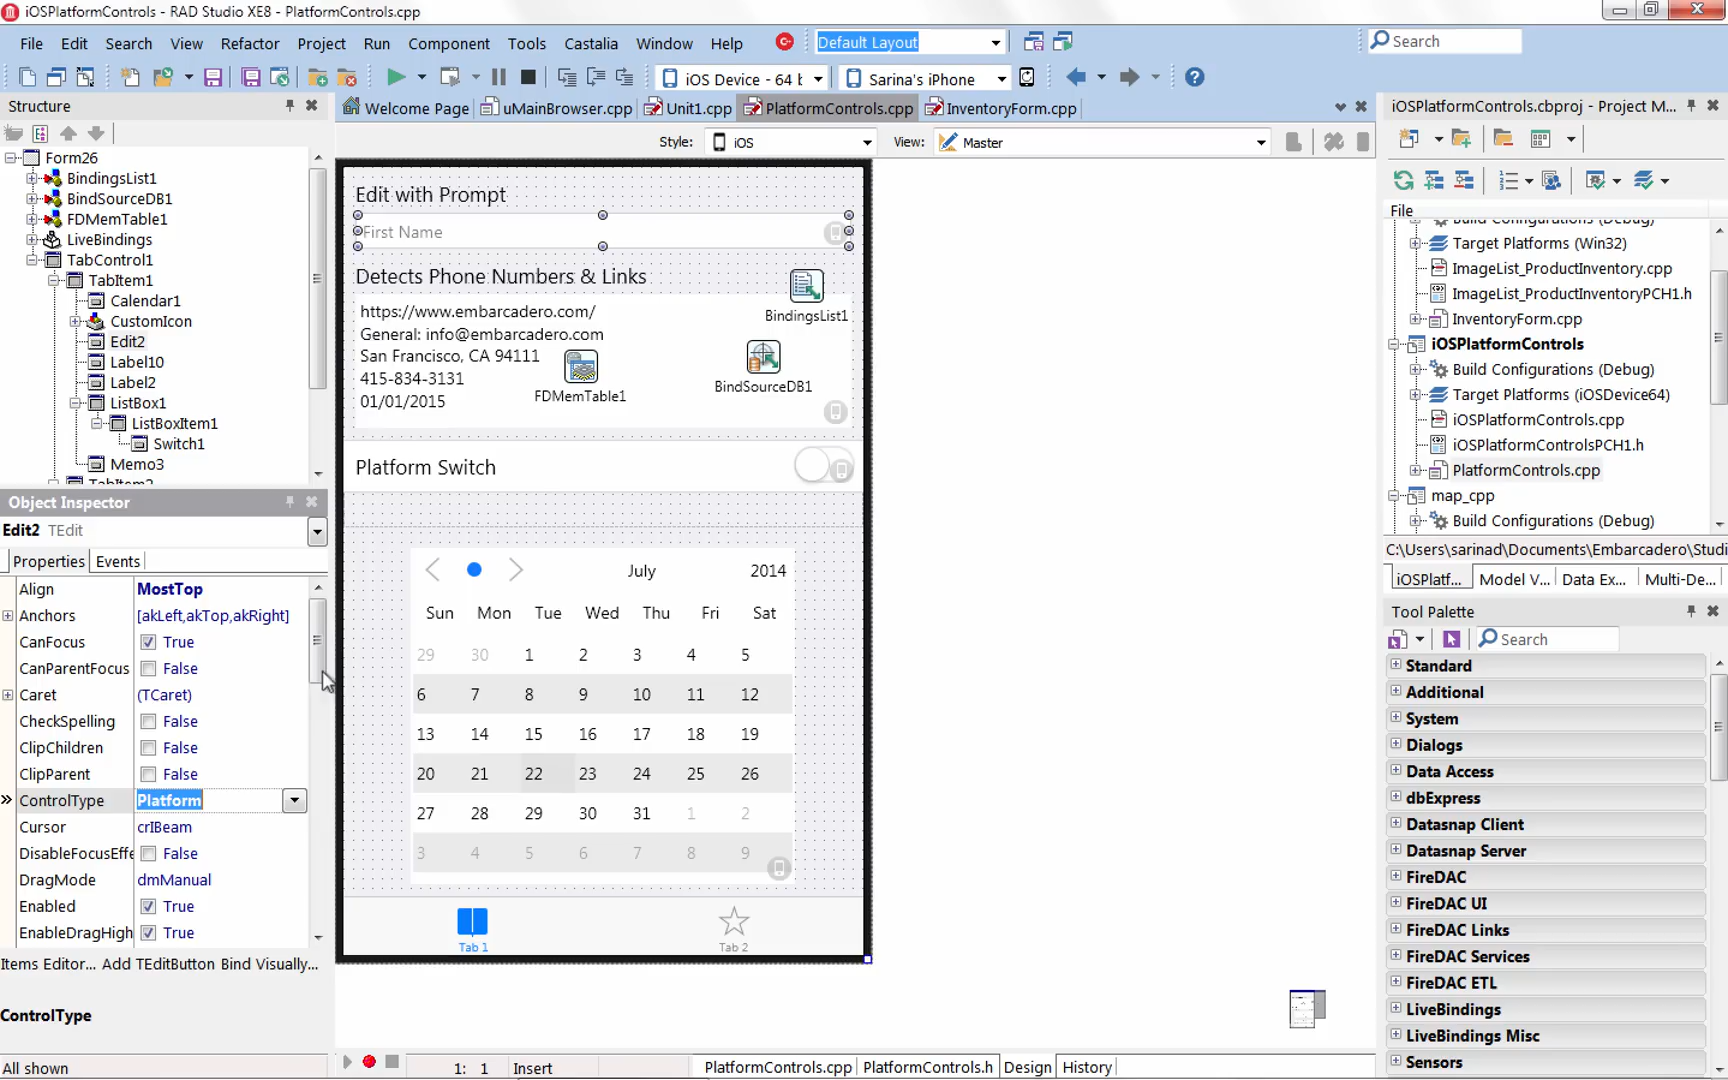 iOSPlatformControls - RAD Studio XE8 - PlatformControls.cpp
File Edit Search View Refactor Project Run Component Tools Castalia Window Help Default Layout Search
iOS Device - 64 b Sarina's iPhone
Structure
Welcome Page uMainBrowser.cpp Unit1.cpp PlatformControls.cpp InventoryForm.cpp
iOSPlatformControls.cbproj - Project M...
Style: iOS View: Master
Form26
BindingsList1
BindSourceDB1
FDMemTable1
LiveBindings
TabControl1
TabItem1
Calendar1
CustomIcon
Edit2
Label10
Label2
ListBox1
ListBoxItem1
Switch1
Memo3
Object Inspector
Edit2 TEdit
Properties Events
Align MostTop
Anchors [akLeft,akTop,akRight]
CanFocus True
CanParentFocus False
Caret (TCaret)
CheckSpelling False
ClipChildren False
ClipParent False
ControlType Platform
Cursor crIBeam
DisableFocusEffe False
DragMode dmManual
Enabled True
EnableDragHigh True
Items Editor... Add TEditButton Bind Visually...
ControlType
All shown
Edit with Prompt
First Name
Detects Phone Numbers & Links
https://www.embarcadero.com/
General: info@embarcadero.com
San Francisco, CA 94111
415-834-3131
01/01/2015
BindingsList1
FDMemTable1
BindSourceDB1
Platform Switch
July 2014
Sun Mon Tue Wed Thu Fri Sat
29 30 1 2 3 4 5
6 7 8 9 10 11 12
13 14 15 16 17 18 19
20 21 22 23 24 25 26
27 28 29 30 31 1 2
3 4 5 6 7 8 9
Tab 1 Tab 2
1: 1 Insert PlatformControls.cpp PlatformControls.h Design History
File
Build Configurations (Debug)
Target Platforms (Win32)
ImageList_ProductInventory.cpp
ImageList_ProductInventoryPCH1.h
InventoryForm.cpp
iOSPlatformControls
Build Configurations (Debug)
Target Platforms (iOSDevice64)
iOSPlatformControls.cpp
iOSPlatformControlsPCH1.h
PlatformControls.cpp
map_cpp
Build Configurations (Debug)
C:\Users\sarinad\Documents\Embarcadero\Studi
iOSPlatf... Model V... Data Ex... Multi-De...
Tool Palette
Search
Standard
Additional
System
Dialogs
Data Access
dbExpress
Datasnap Client
Datasnap Server
FireDAC
FireDAC UI
FireDAC Links
FireDAC Services
FireDAC ETL
LiveBindings
LiveBindings Misc
Sensors